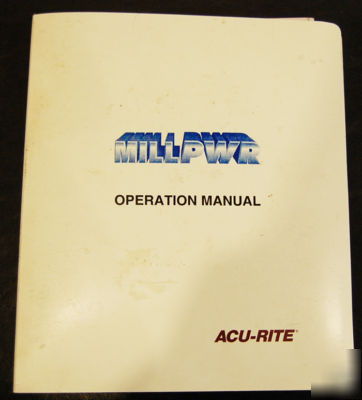 MILLPWR
OPERATION MANUAL
ACU-RITE®